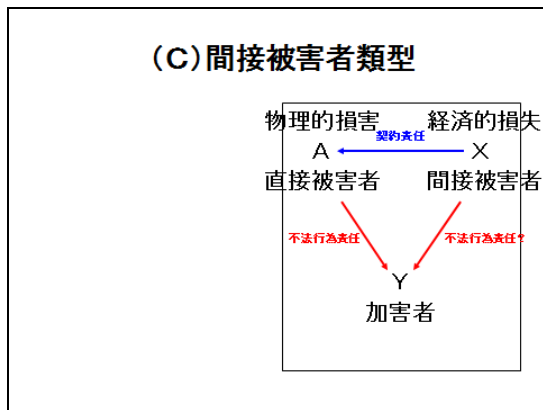 (C)間接被害者類型
物理的損害 経済的損失
契約責任
A X
直接被害者 間接被害者
不法行為責任 不法行為責任?
Y
加害者